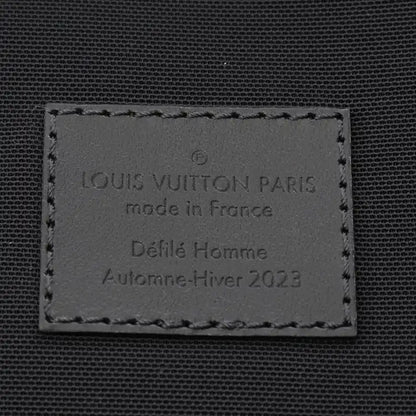 ©
LOUIS VUITTON PARIS
made in France
Défilé Homme
Automne-Hiver 2023